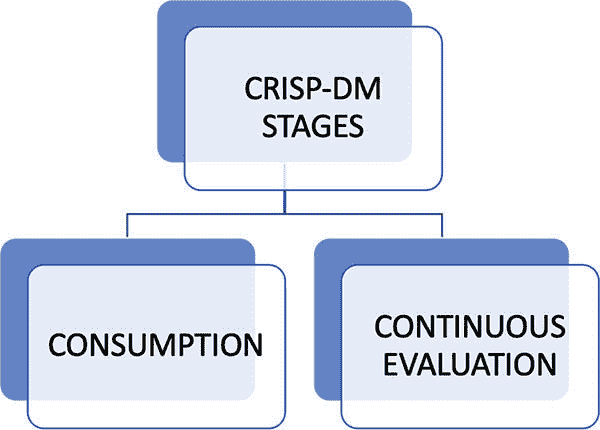 CRISP-DM
STAGES
CONSUMPTION
CONTINUOUS
EVALUATION